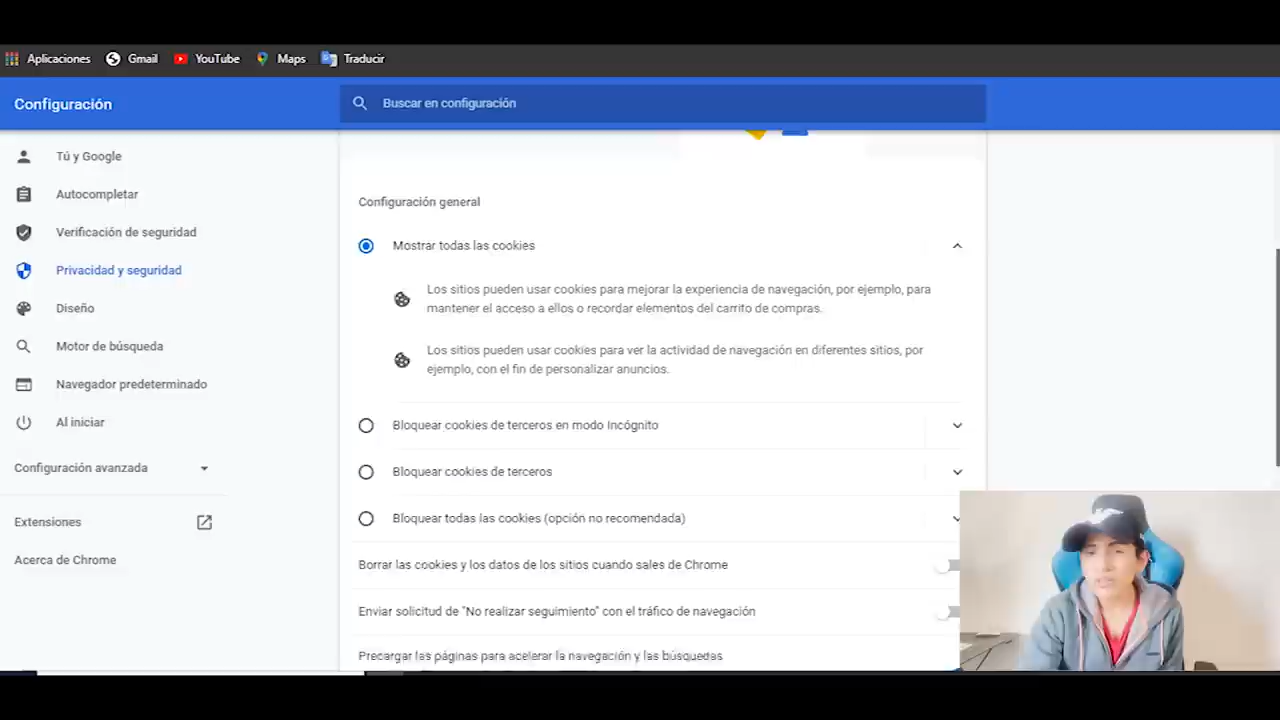 Aplicaciones Gmail YouTube Maps Traducir
Configuración
Buscar en configuración
Tú y Google
Autocompletar
Verificación de seguridad
Privacidad y seguridad
Diseño
Motor de búsqueda
Navegador predeterminado
Al iniciar
Configuración avanzada
Extensiones
Acerca de Chrome
Configuración general
Mostrar todas las cookies
Los sitios pueden usar cookies para mejorar la experiencia de navegación, por ejemplo, para
mantener el acceso a ellos o recordar elementos del carrito de compras.
Los sitios pueden usar cookies para ver la actividad de navegación en diferentes sitios, por
ejemplo, con el fin de personalizar anuncios.
Bloquear cookies de terceros en modo Incógnito
Bloquear cookies de terceros
Bloquear todas las cookies (opción no recomendada)
Borrar las cookies y los datos de los sitios cuando sales de Chrome
Enviar solicitud de "No realizar seguimiento" con el tráfico de navegación
Precargar las páginas para acelerar la navegación y las búsquedas